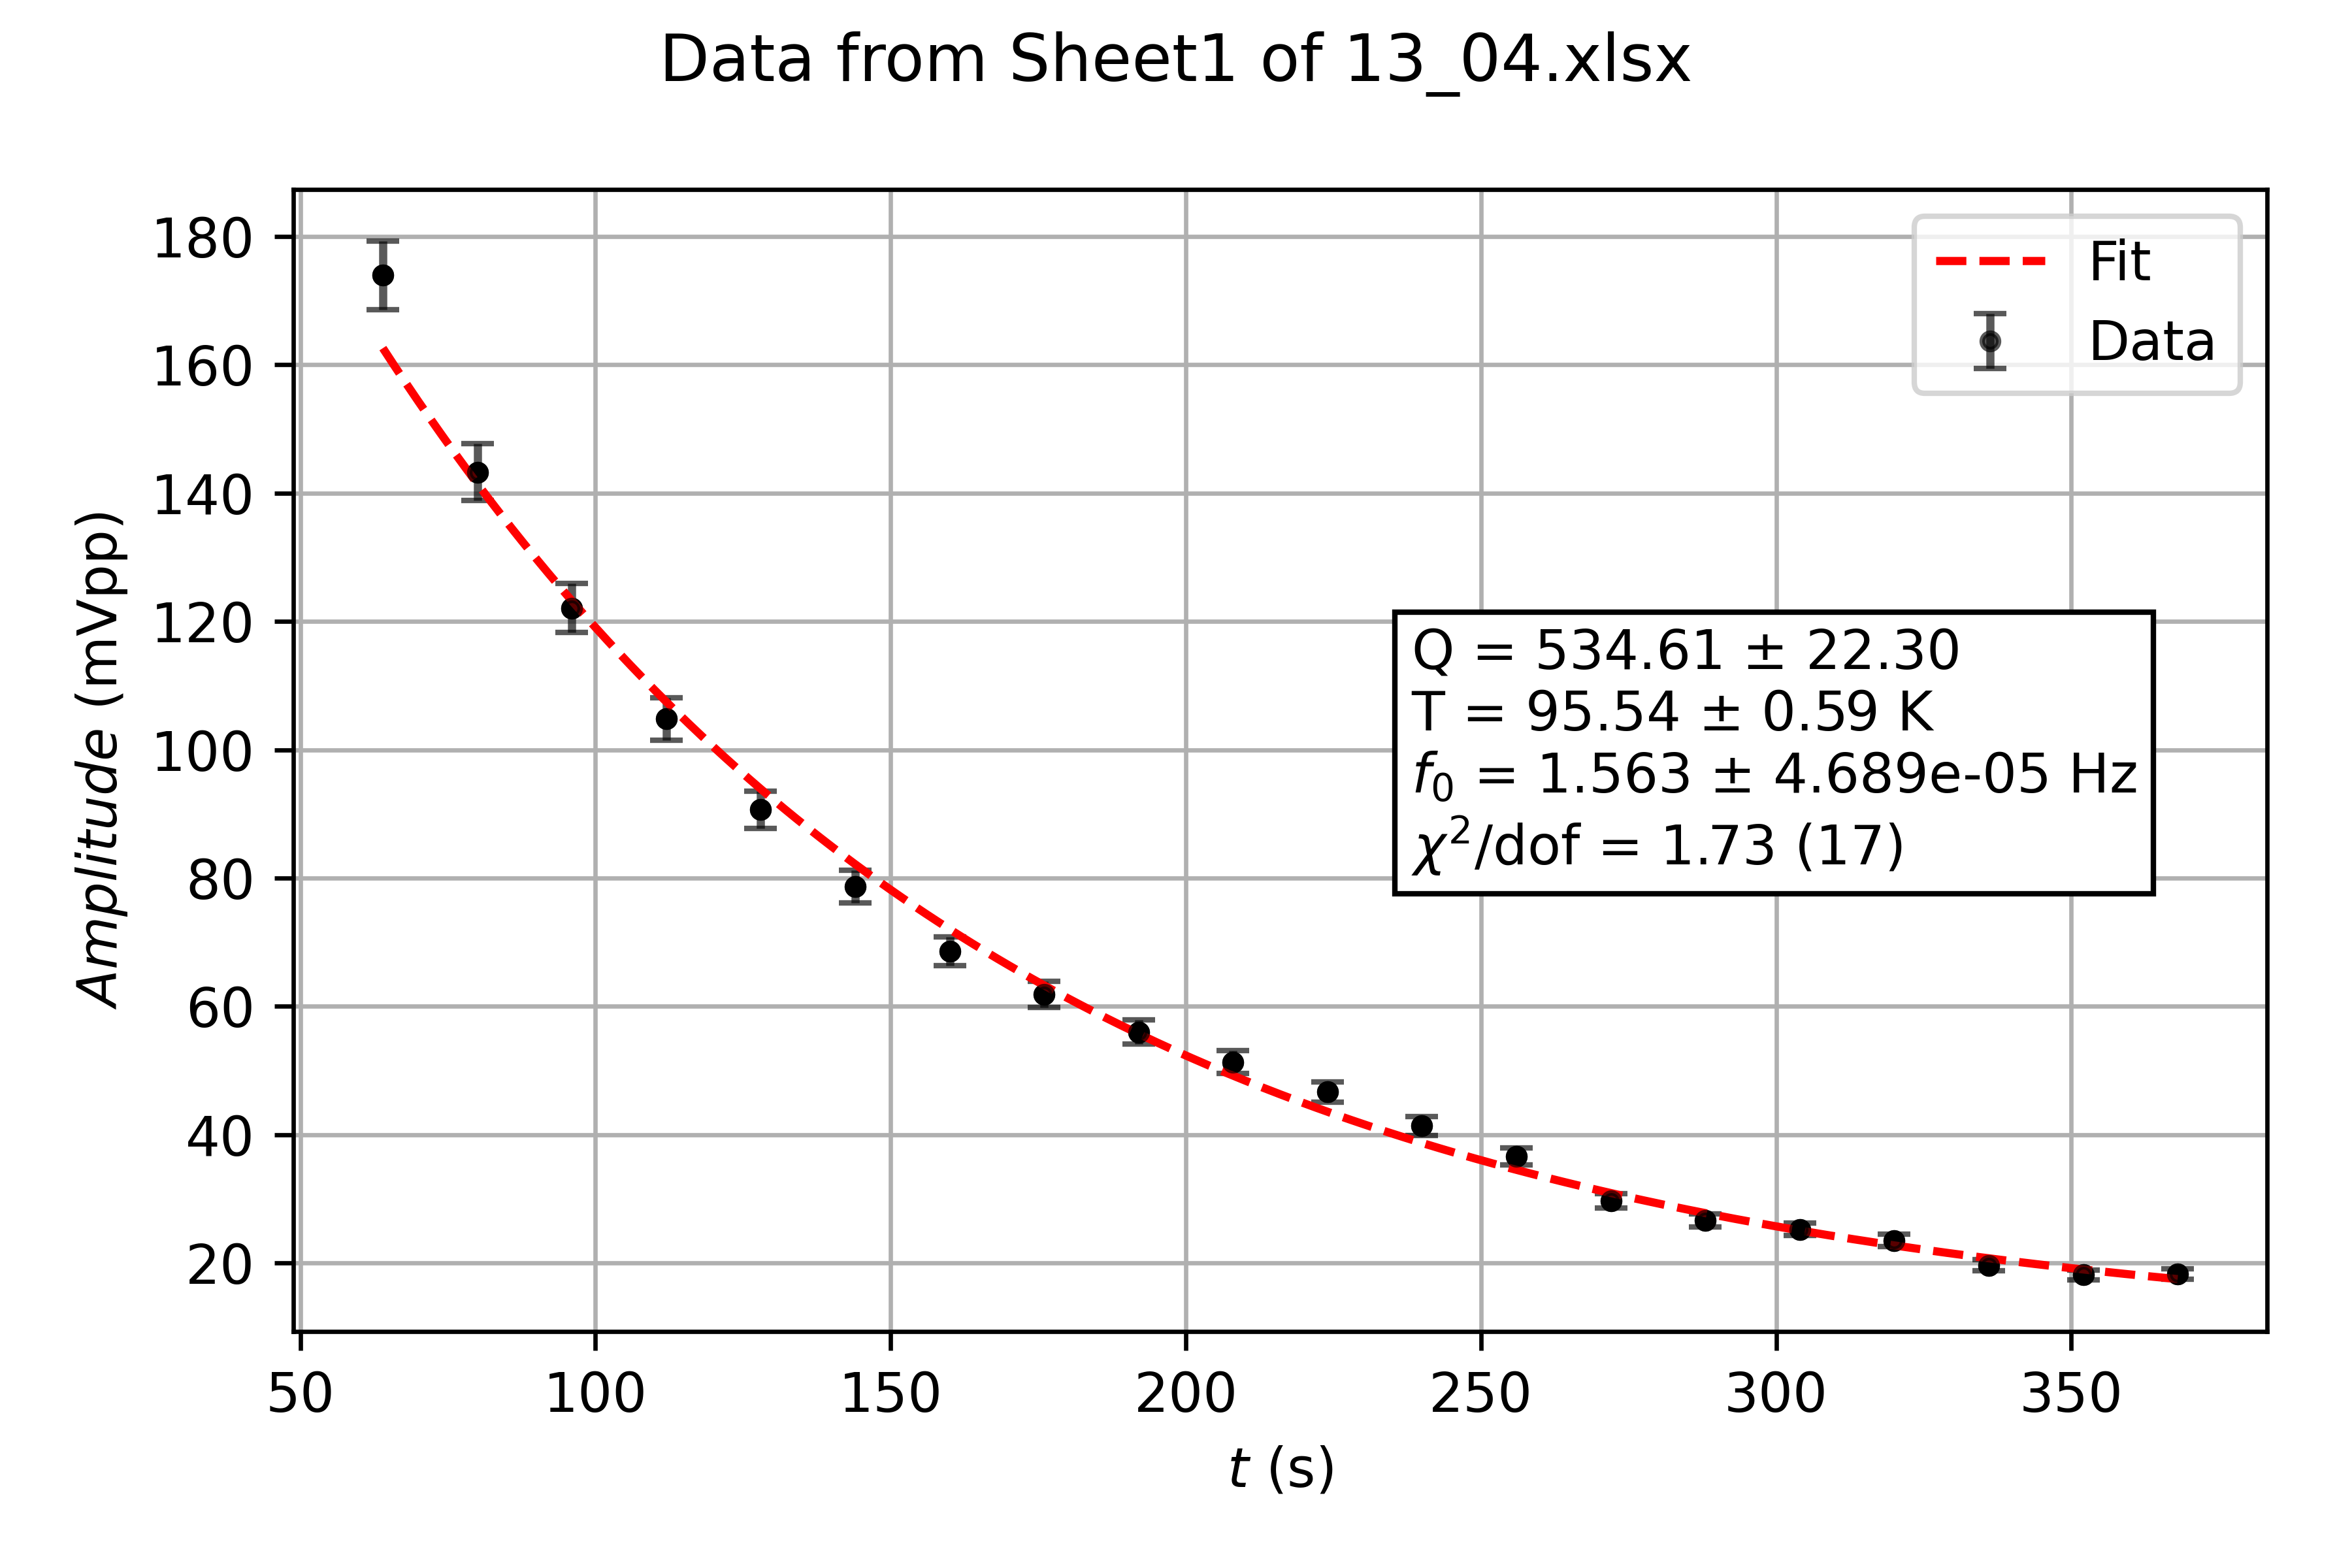 Data from Sheet1 of 13_04.xlsx
180
160
140
120
100
80
60
40
20
Amplitude (mVpp)
Fit
Data
Q = 534.61 ± 22.30
T = 95.54 ± 0.59 K
f₀ = 1.563 ± 4.689e-05 Hz
χ²/dof = 1.73 (17)
50 100 150 200 250 300 350
t (s)